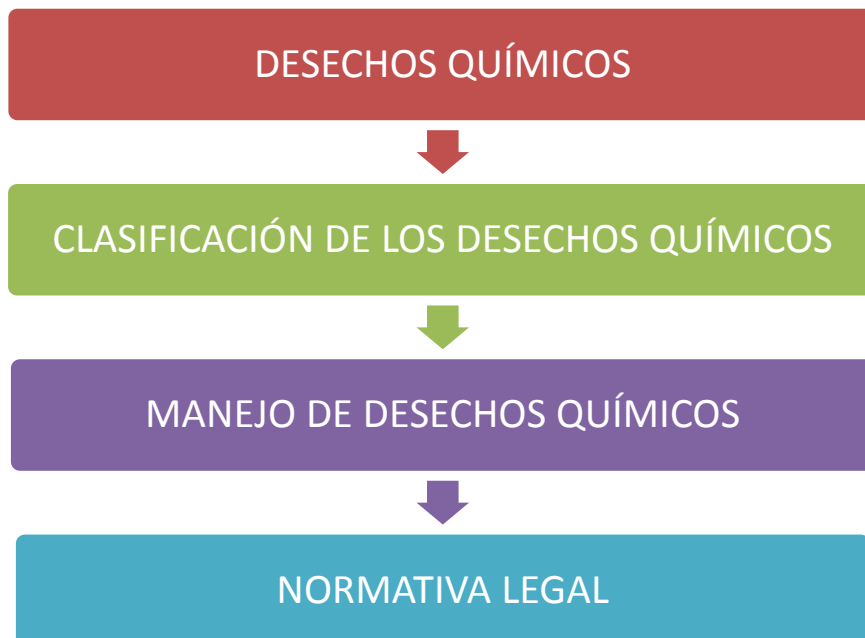 DESECHOS QUÍMICOS
CLASIFICACIÓN DE LOS DESECHOS QUÍMICOS
MANEJO DE DESECHOS QUÍMICOS
NORMATIVA LEGAL